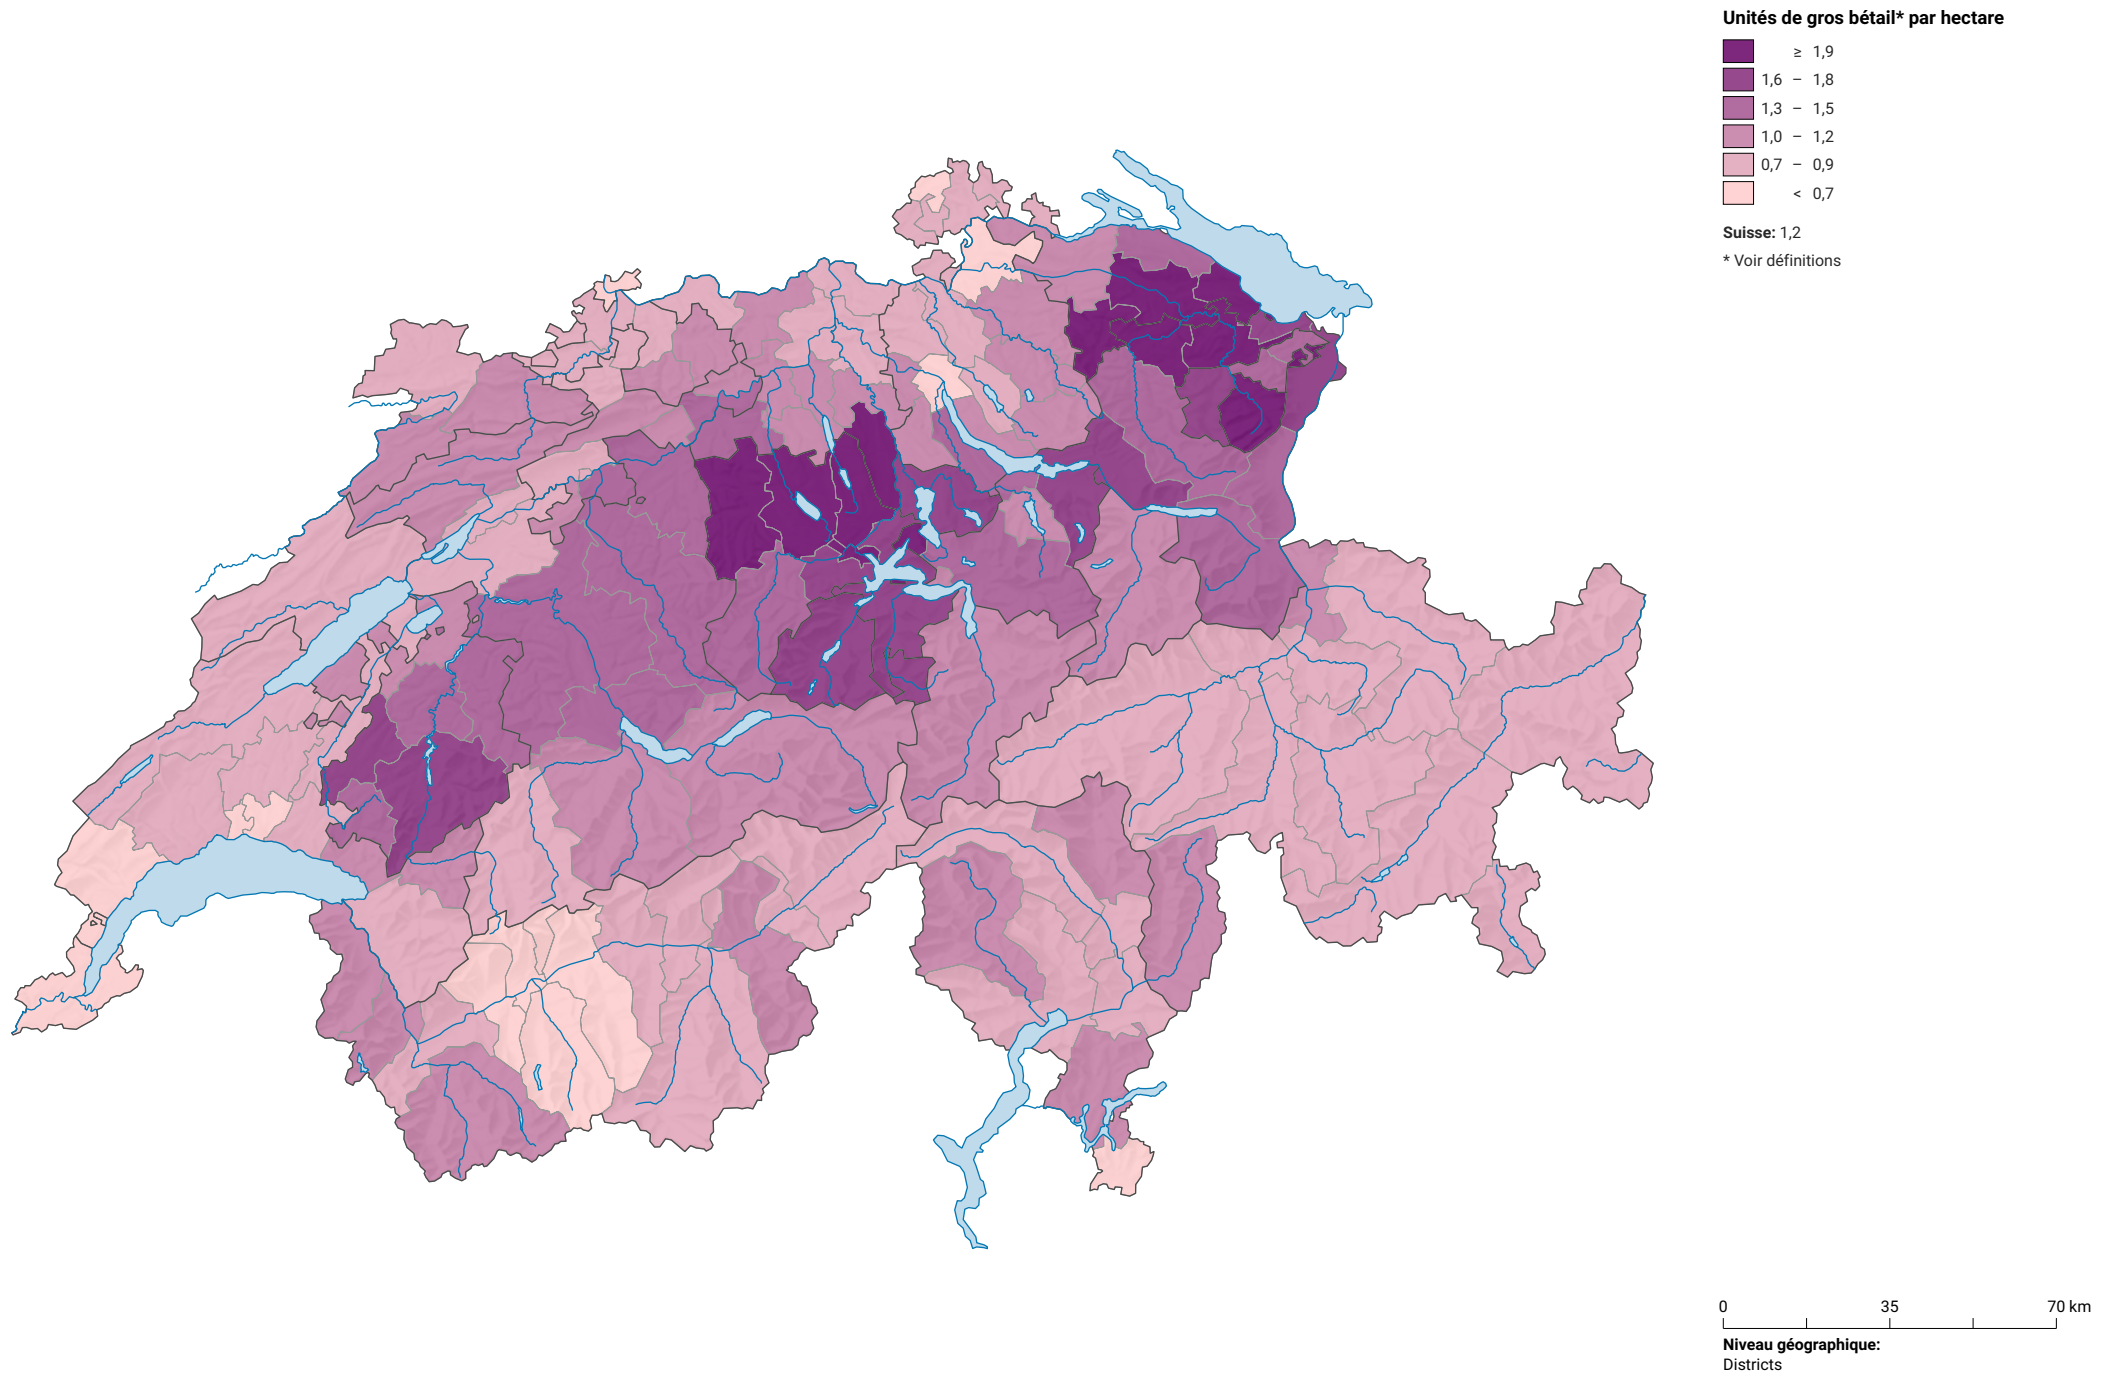 Unités de gros bétail* par hectare
≥ 1,9
1,6 – 1,8
1,3 – 1,5
1,0 – 1,2
0,7 – 0,9
< 0,7
Suisse: 1,2
* Voir définitions
0 35 70 km
Niveau géographique:
Districts